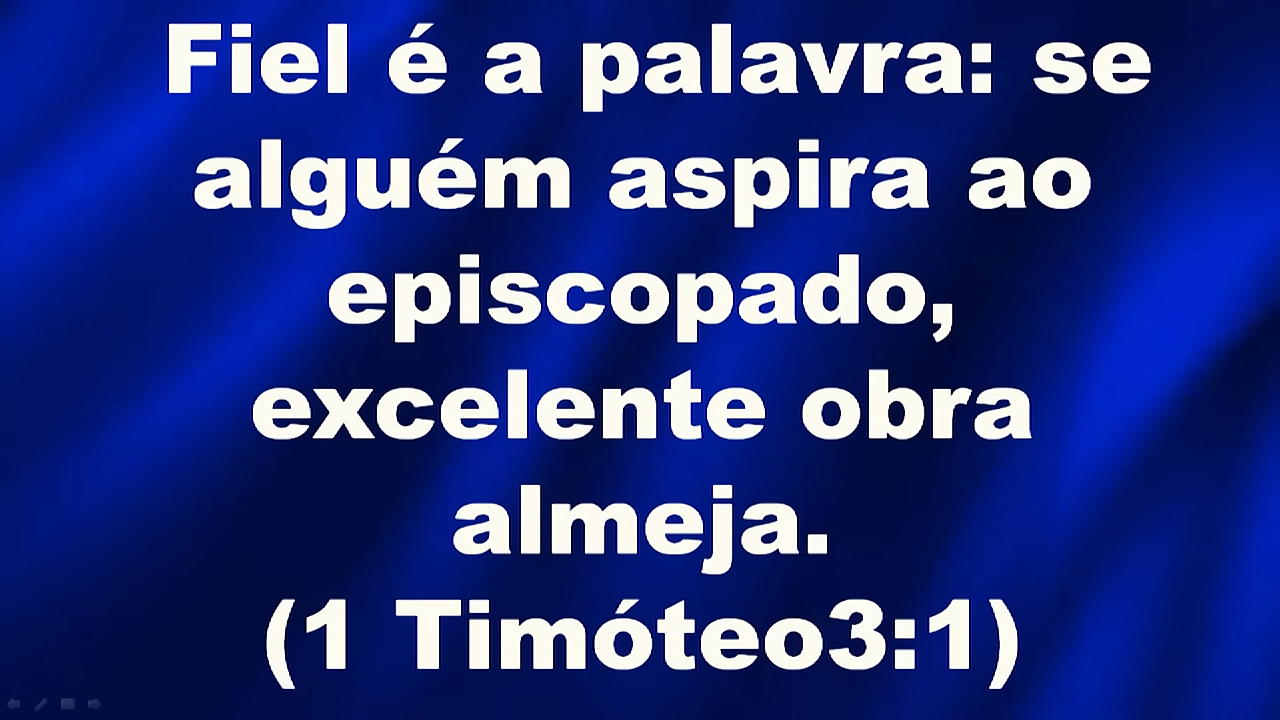 Fiel é a palavra: se
alguém aspira ao
episcopado,
excelente obra
almeja.
(1 Timóteo3:1)